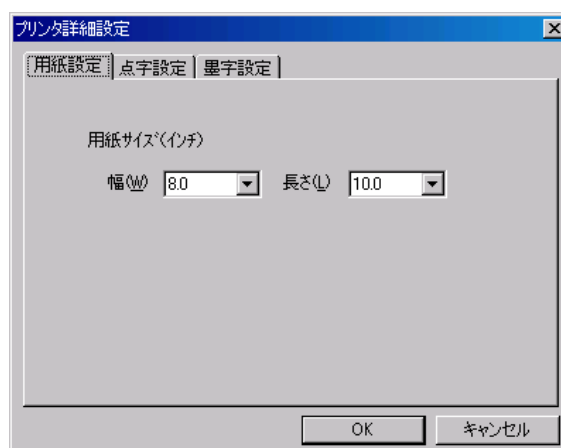 プリンタ詳細設定
用紙設定 点字設定 墨字設定
用紙サイズ(インチ)
幅(W) 8.0 長さ(L) 10.0
OK キャンセル